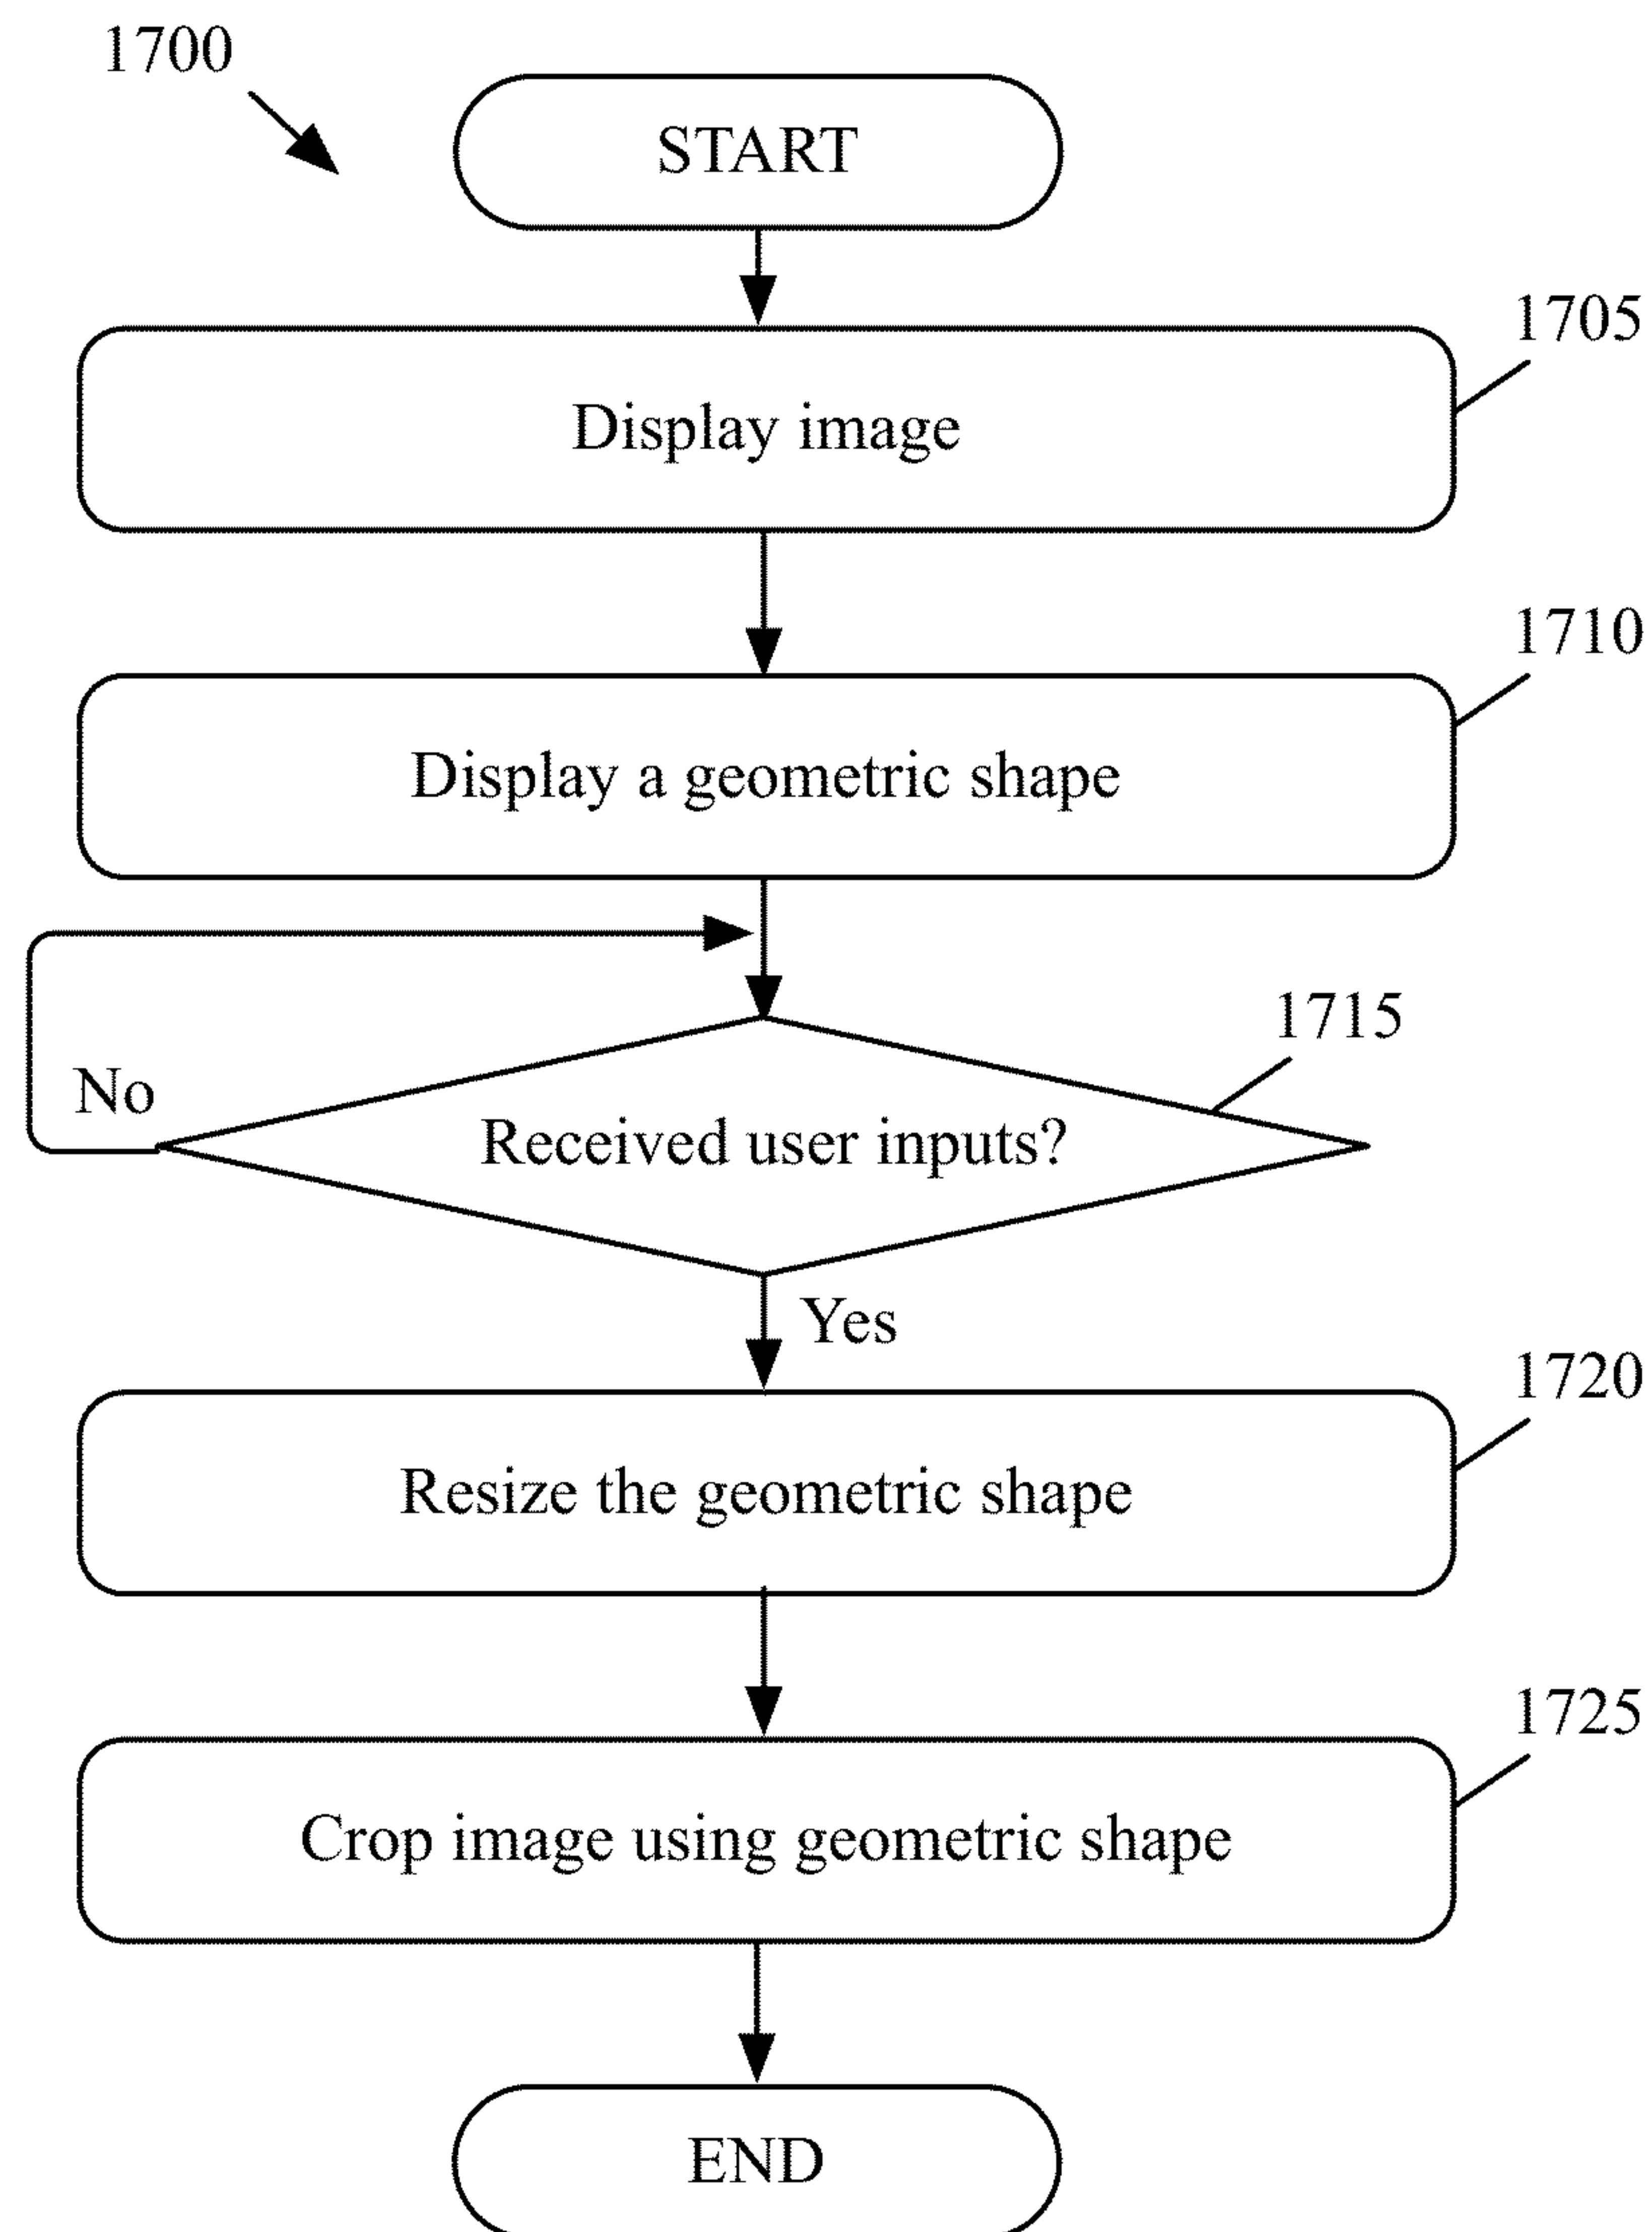 1700
START
1705
Display image
1710
Display a geometric shape
1715
No
Received user inputs?
Yes
1720
Resize the geometric shape
1725
Crop image using geometric shape
END